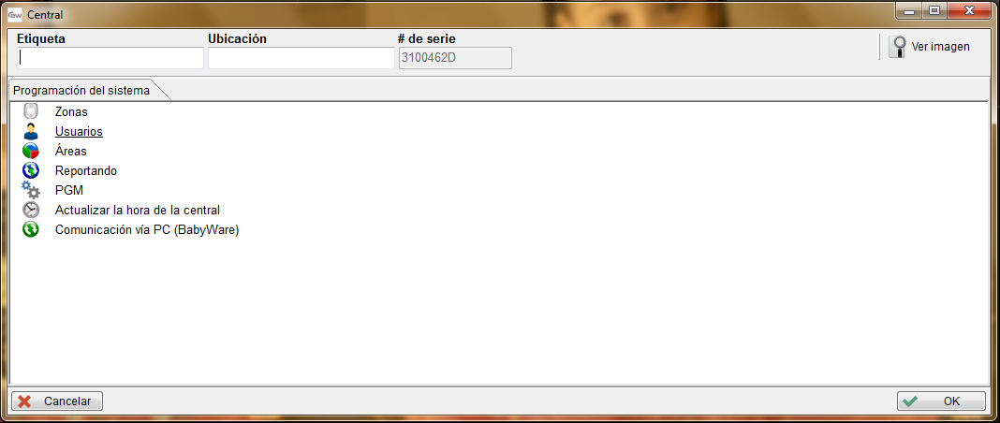 Central
Etiqueta Ubicación # de serie
3100462D Ver imagen
Programación del sistema
Zonas
Usuarios
Áreas
Reportando
PGM
Actualizar la hora de la central
Comunicación vía PC (BabyWare)
Cancelar OK